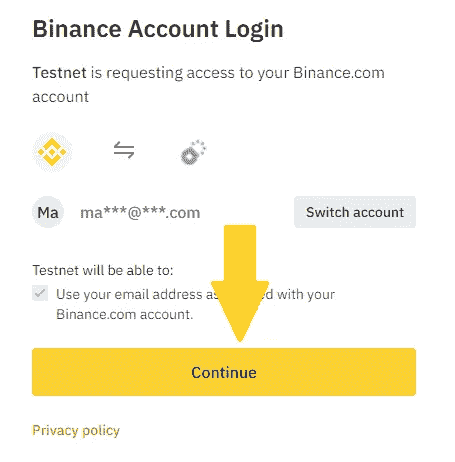 Binance Account Login
Testnet is requesting access to your Binance.com
account
Ma
ma***@***.com
Switch account
Testnet will be able to:
Use your email address as ed with your
Binance.com account.
Continue
Privacy policy